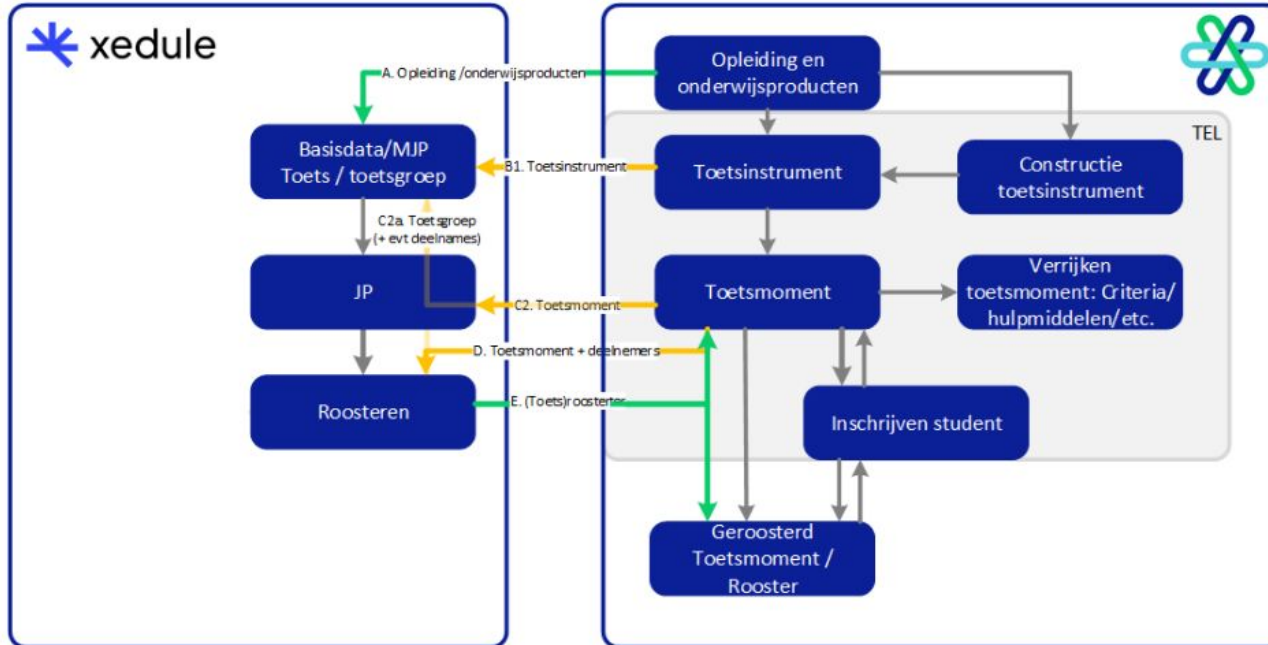 xedule
Opleiding en
onderwijsproducten
A. Opleiding /onderwijsproducten
TEL
Basisdata/MJP
Toets / toetsgroep
B1. Toetsinstrument
Toetsinstrument
Constructie
toetsinstrument
C2a. Toetsgroep
(+ evt deelnames)
JP
C2. Toetsmoment
Toetsmoment
Verrijken
toetsmoment: Criteria/
hulpmiddelen/etc.
D. Toetsmoment + deelnemers
Roosteren
E. (Toets)roosterter
Inschrijven student
Geroosterd
Toetsmoment /
Rooster